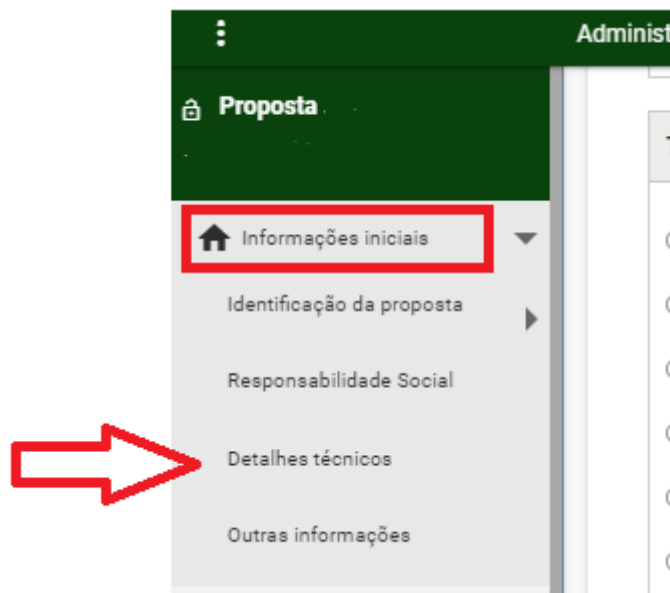 Administ
Proposta
Informações iniciais
Identificação da proposta
Responsabilidade Social
Detalhes técnicos
Outras informações